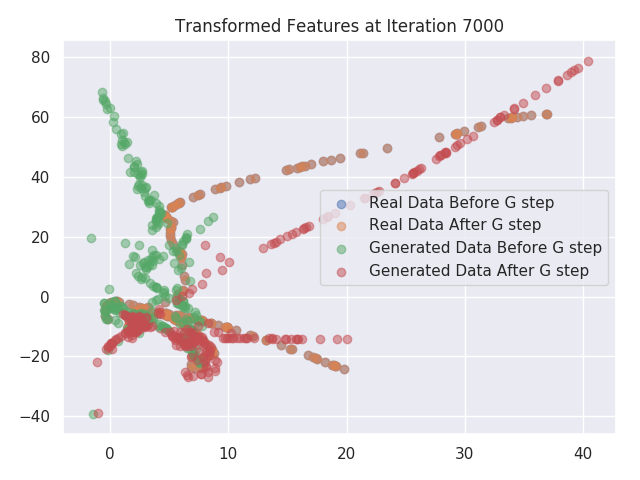 Transformed Features at Iteration 7000
80
60
40
20
0
−20
−40
Real Data Before G step
Real Data After G step
Generated Data Before G step
Generated Data After G step
0 10 20 30 40